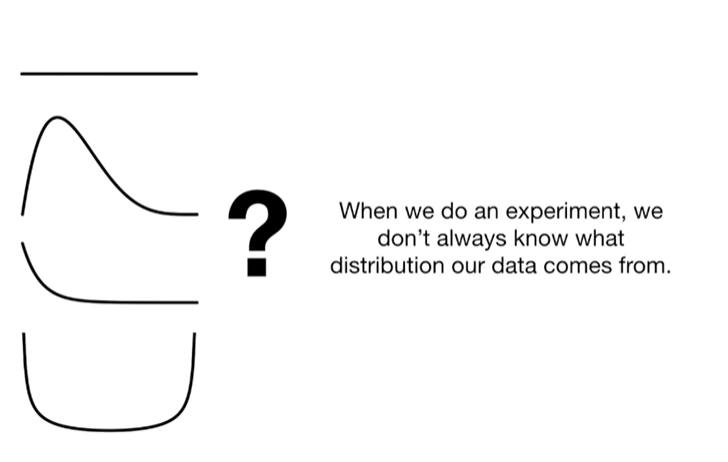 ?
When we do an experiment, we
don’t always know what
distribution our data comes from.